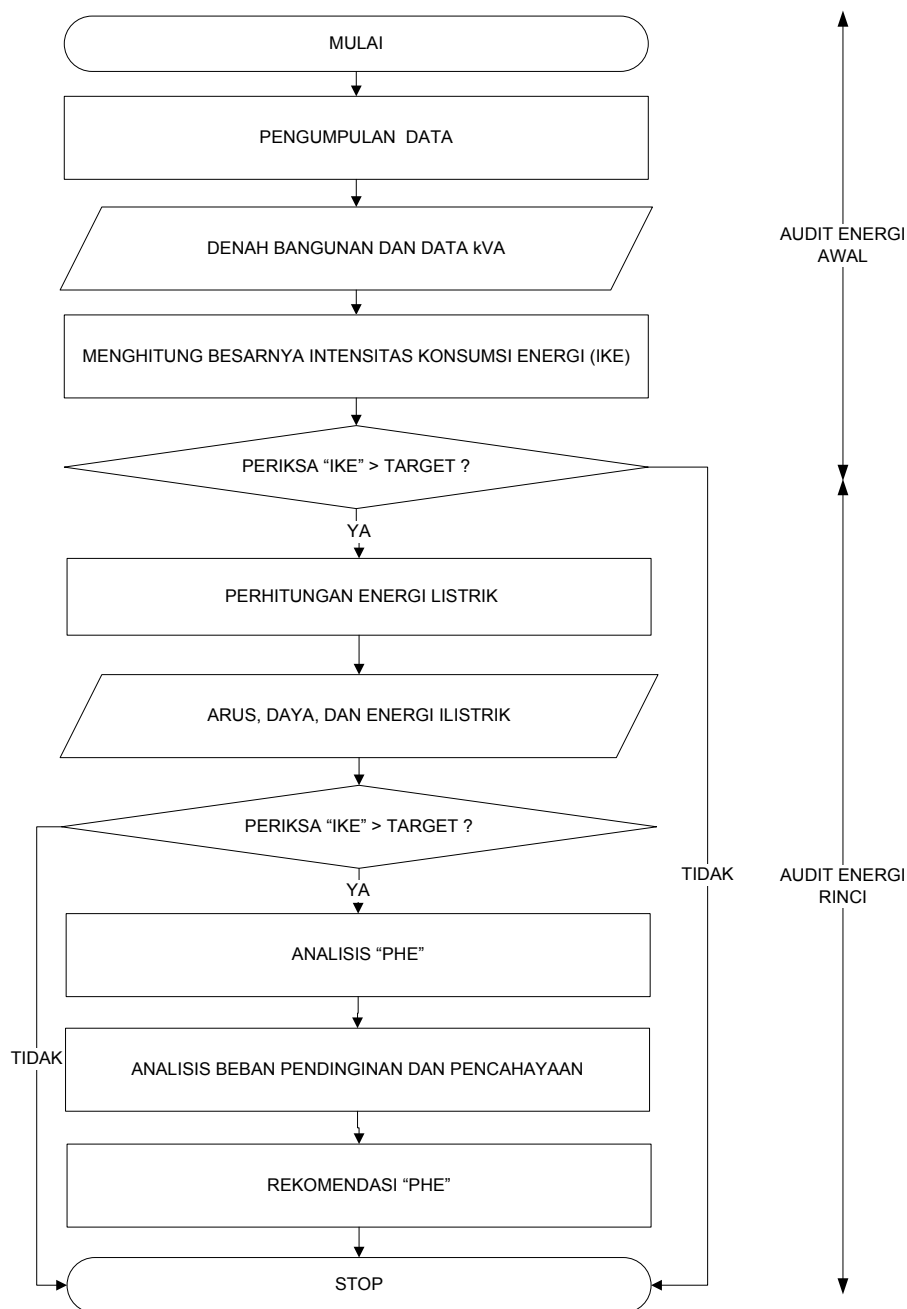 MULAI
PENGUMPULAN DATA
DENAH BANGUNAN DAN DATA kVA
AUDIT ENERGI
AWAL
MENGHITUNG BESARNYA INTENSITAS KONSUMSI ENERGI (IKE)
PERIKSA “IKE” > TARGET ?
YA
PERHITUNGAN ENERGI LISTRIK
ARUS, DAYA, DAN ENERGI ILISTRIK
PERIKSA “IKE” > TARGET ?
YA
TIDAK
AUDIT ENERGI
RINCI
ANALISIS “PHE”
TIDAK
ANALISIS BEBAN PENDINGINAN DAN PENCAHAYAAN
REKOMENDASI “PHE”
STOP